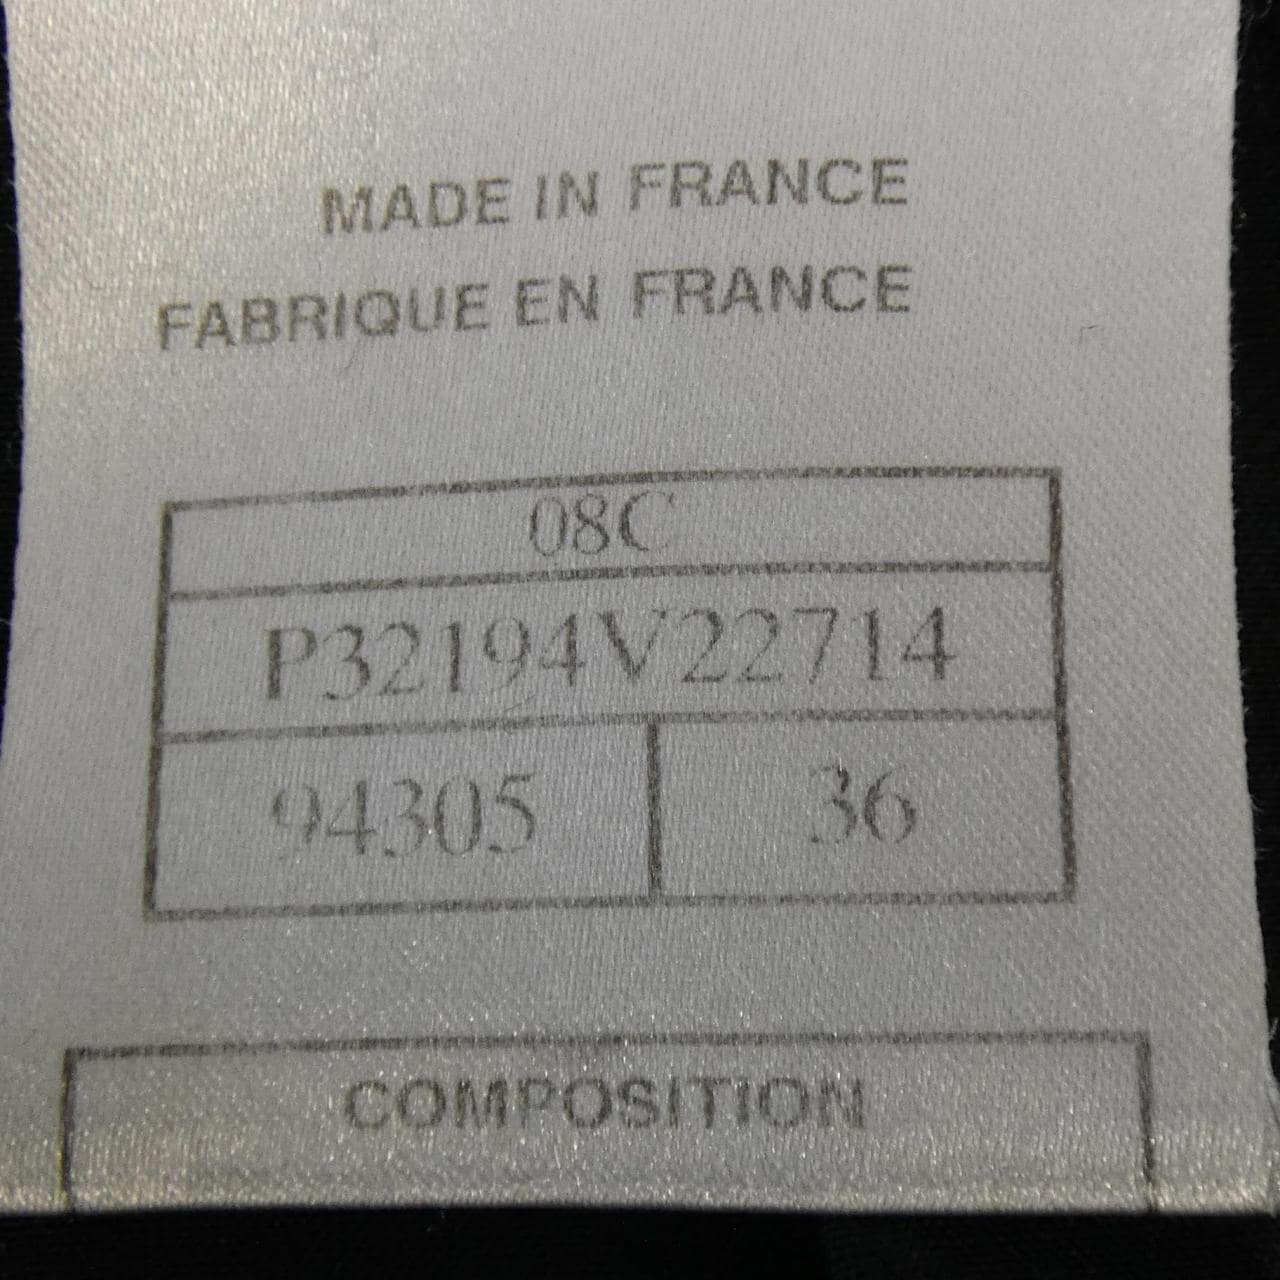 MADE IN FRANCE
FABRIQUE EN FRANCE
08C
P32194V22714
94305 36
COMPOSITION